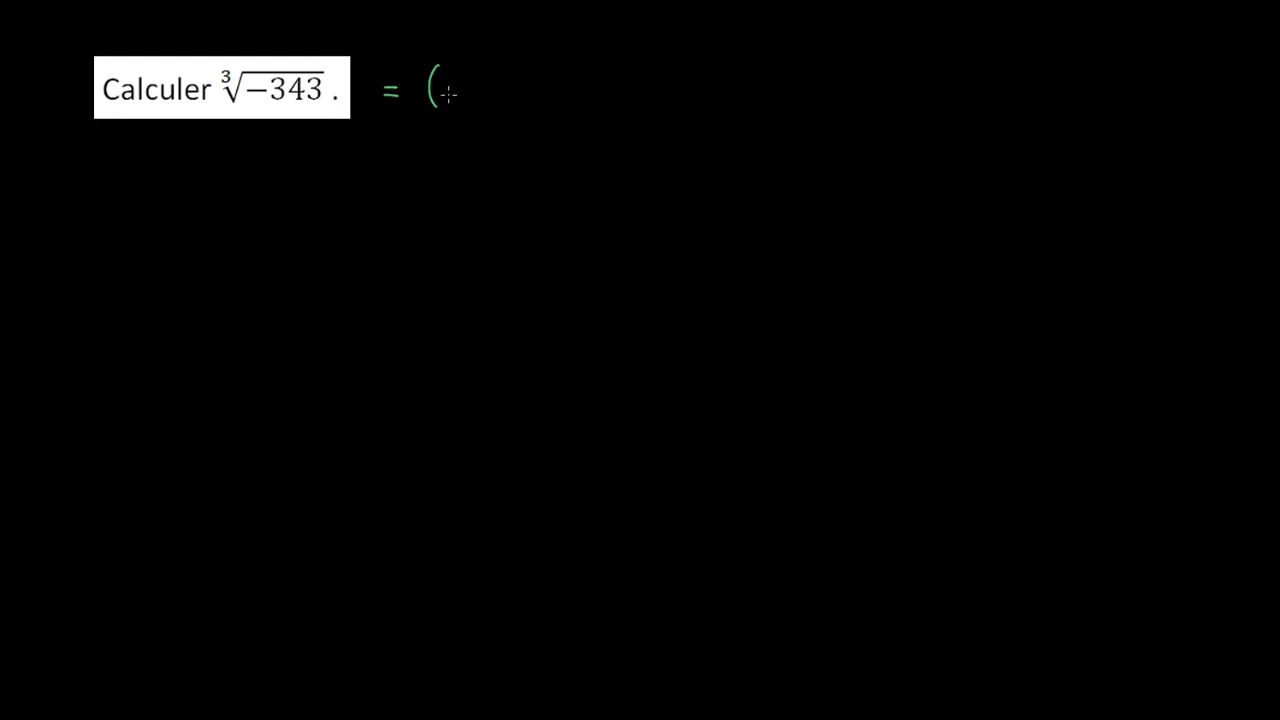 Calculer ∛−343 . = (